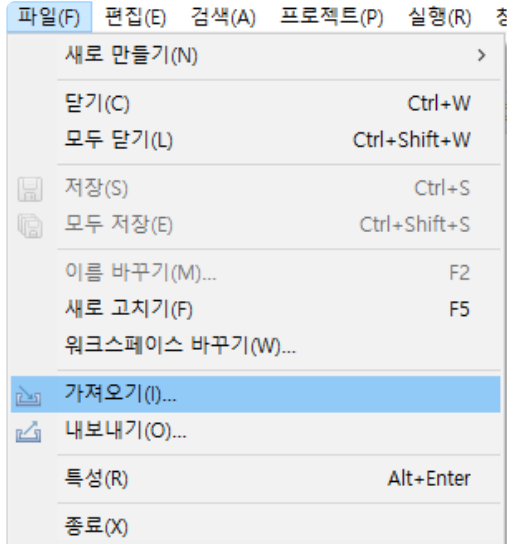 파일(F) 편집(E) 검색(A) 프로젝트(P) 실행(R)
새로 만들기(N) >
닫기(C) Ctrl+W
모두 닫기(L) Ctrl+Shift+W
저장(S) Ctrl+S
모두 저장(E) Ctrl+Shift+S
이름 바꾸기(M)... F2
새로 고치기(F) F5
워크스페이스 바꾸기(W)...
가져오기(I)...
내보내기(O)...
특성(R) Alt+Enter
종료(X)